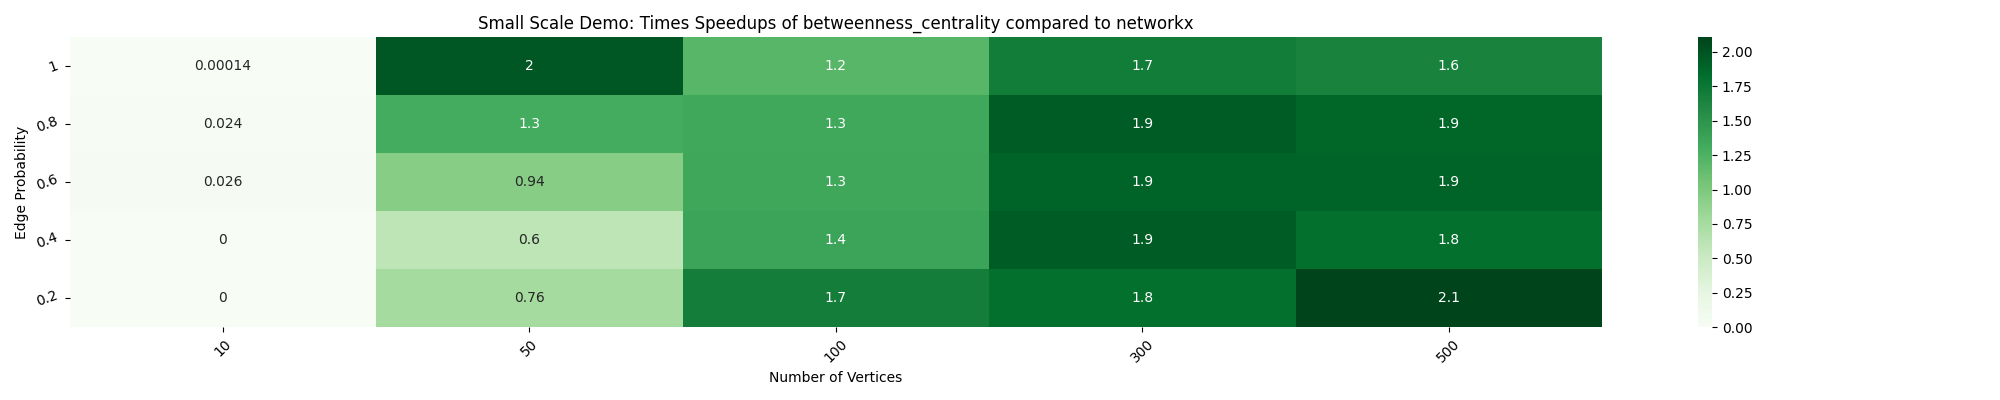 Small Scale Demo: Times Speedups of betweenness_centrality compared to networkx
Edge Probability
1 0.00014 2 1.2 1.7 1.6
0.8 0.024 1.3 1.3 1.9 1.9
0.6 0.026 0.94 1.3 1.9 1.9
0.4 0 0.6 1.4 1.9 1.8
0.2 0 0.76 1.7 1.8 2.1
10 50 100 300 500
Number of Vertices
2.00
1.75
1.50
1.25
1.00
0.75
0.50
0.25
0.00